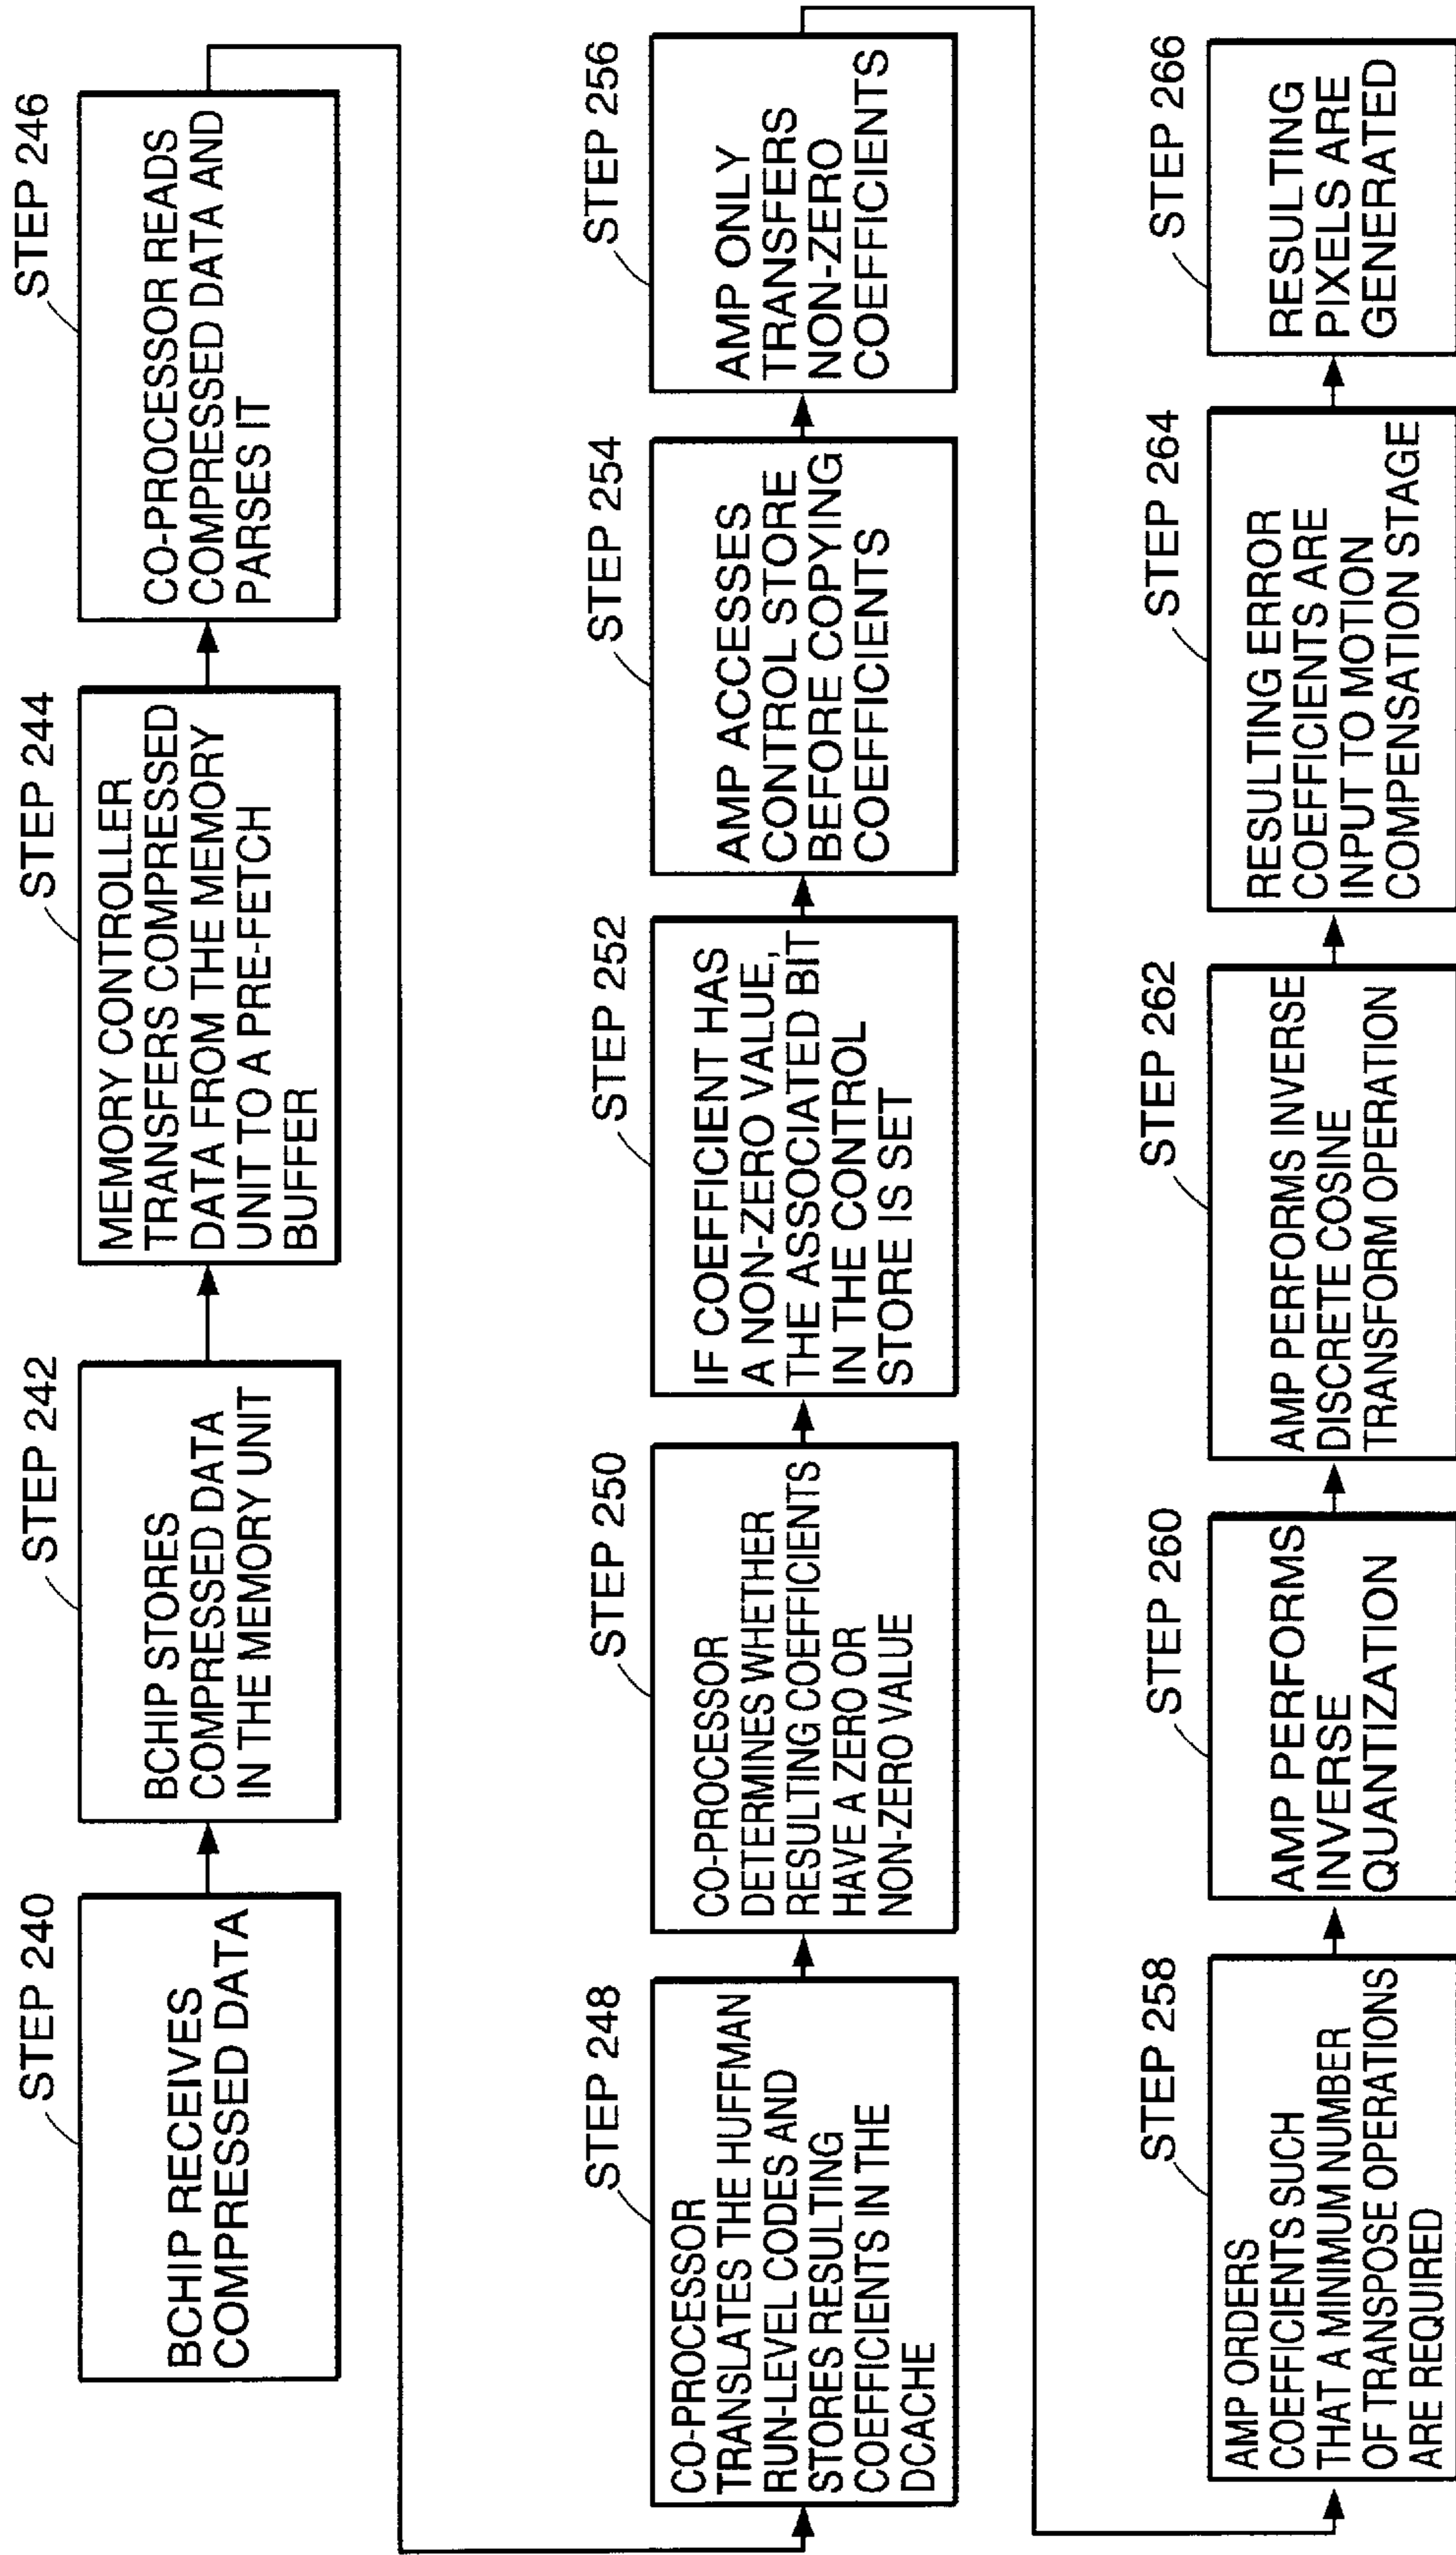 STEP 240
BCHIP RECEIVES
COMPRESSED DATA
STEP 242
BCHIP STORES
COMPRESSED DATA
IN THE MEMORY UNIT
STEP 244
MEMORY CONTROLLER
TRANSFERS COMPRESSED
DATA FROM THE MEMORY
UNIT TO A PRE-FETCH
BUFFER
STEP 246
CO-PROCESSOR READS
COMPRESSED DATA AND
PARSES IT
STEP 248
CO-PROCESSOR
TRANSLATES THE HUFFMAN
RUN-LEVEL CODES AND
STORES RESULTING
COEFFICIENTS IN THE
DCACHE
STEP 250
CO-PROCESSOR
DETERMINES WHETHER
RESULTING COEFFICIENTS
HAVE A ZERO OR
NON-ZERO VALUE
STEP 252
IF COEFFICIENT HAS
A NON-ZERO VALUE,
THE ASSOCIATED BIT
IN THE CONTROL
STORE IS SET
STEP 254
AMP ACCESSES
CONTROL STORE
BEFORE COPYING
COEFFICIENTS
STEP 256
AMP ONLY
TRANSFERS
NON-ZERO
COEFFICIENTS
STEP 258
AMP ORDERS
COEFFICIENTS SUCH
THAT A MINIMUM NUMBER
OF TRANSPOSE OPERATIONS
ARE REQUIRED
STEP 260
AMP PERFORMS
INVERSE
QUANTIZATION
STEP 262
AMP PERFORMS INVERSE
DISCRETE COSINE
TRANSFORM OPERATION
STEP 264
RESULTING ERROR
COEFFICIENTS ARE
INPUT TO MOTION
COMPENSATION STAGE
STEP 266
RESULTING
PIXELS ARE
GENERATED